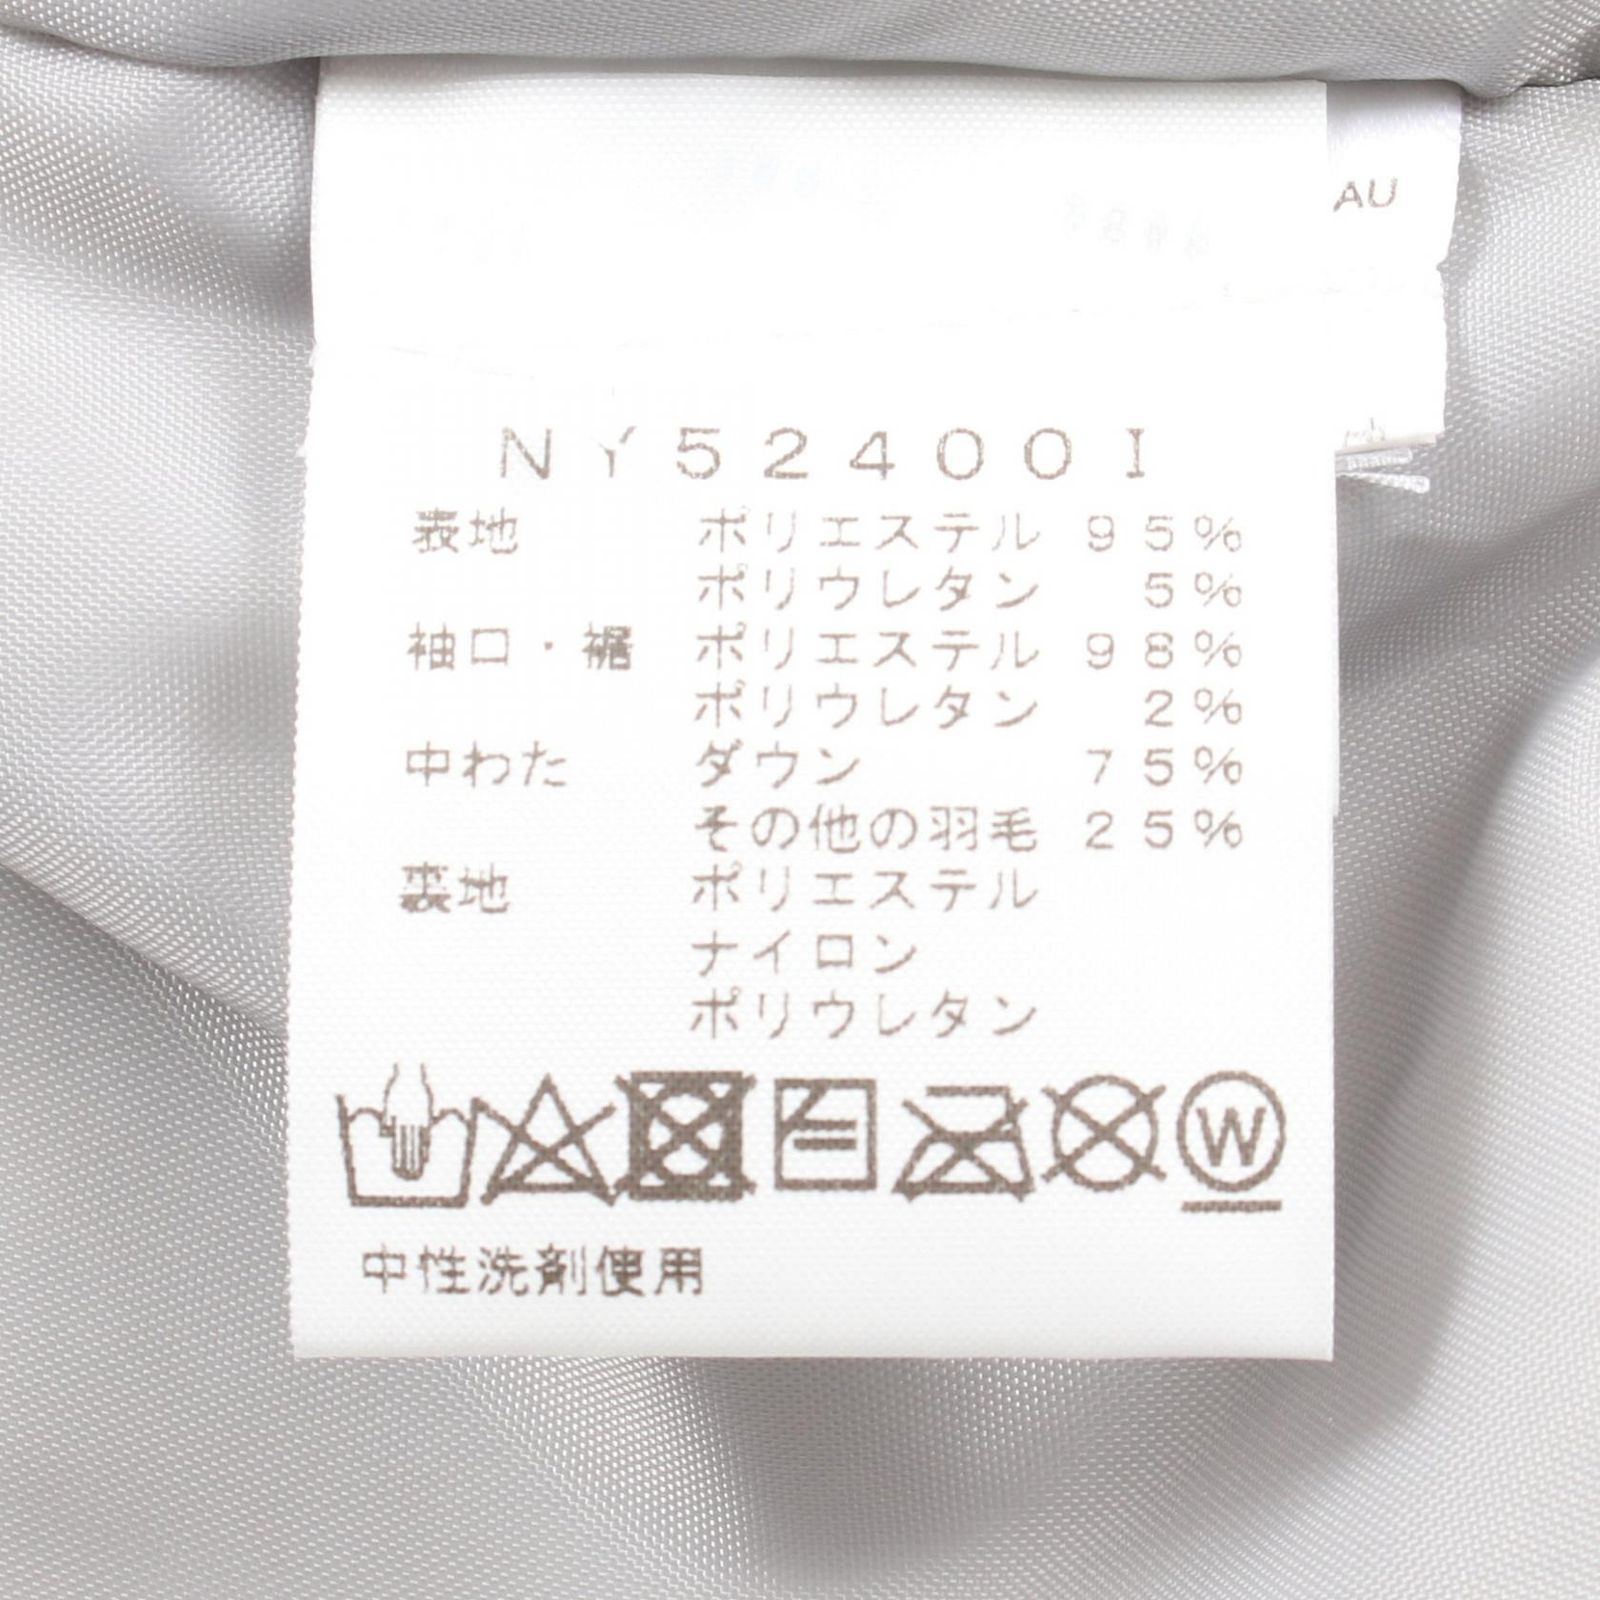 AU
NY52400I
表地 ポリエステル 95%
ポリウレタン 5%
袖口・裾 ポリエステル 98%
ポリウレタン 2%
中わた ダウン 75%
その他の羽毛 25%
裏地 ポリエステル
ナイロン
ポリウレタン
W
中性洗剤使用